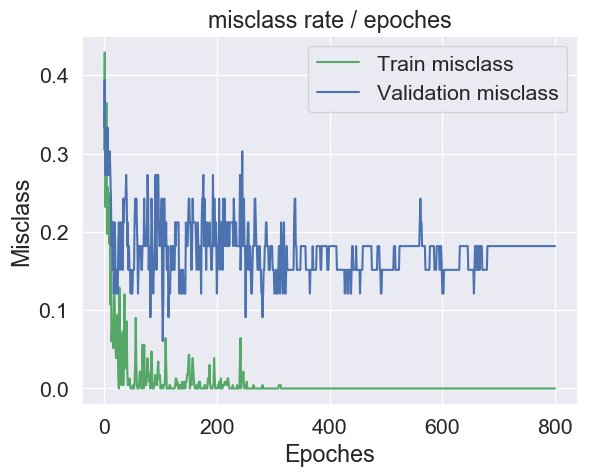 misclass rate / epoches
Train misclass
Validation misclass
Misclass
0.4
0.3
0.2
0.1
0.0
0 200 400 600 800
Epoches